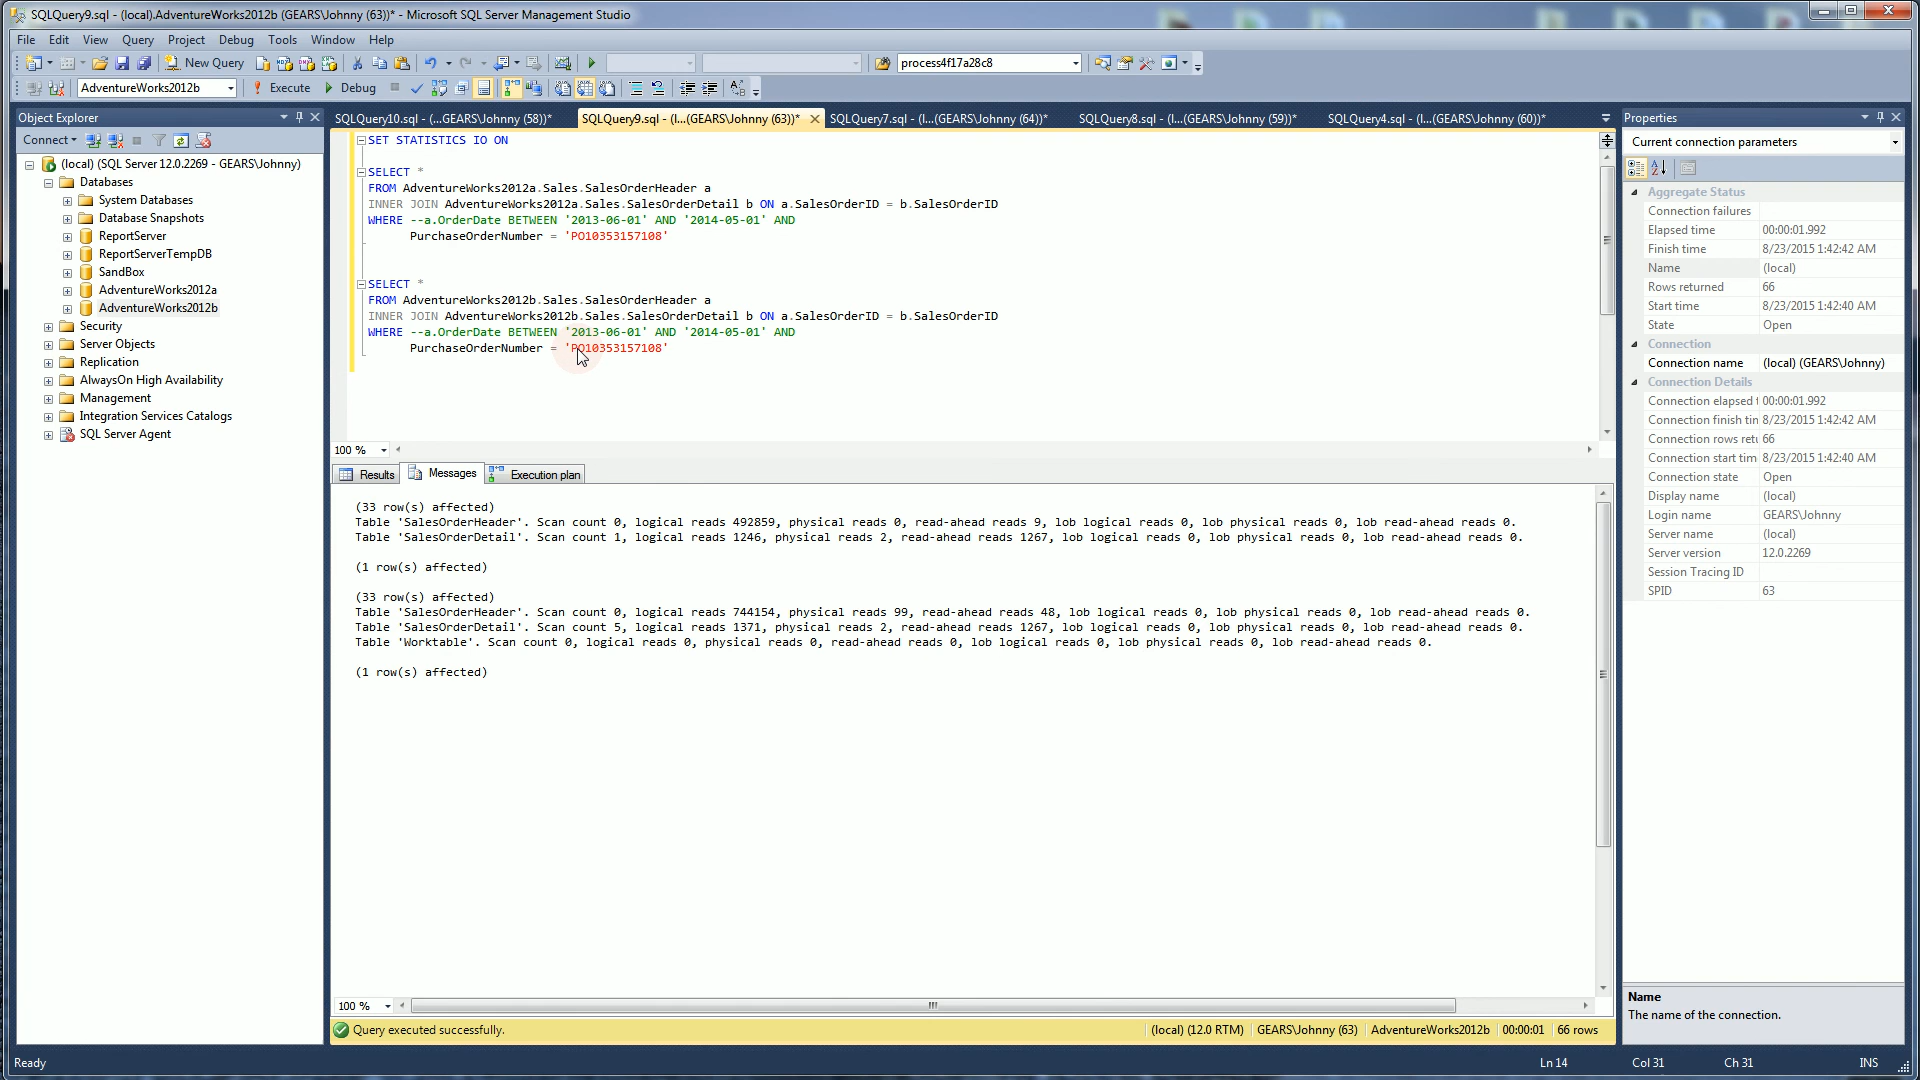 SQLQuery9.sql - (local).AdventureWorks2012b (GEARS\Johnny (63))* - Microsoft SQL Server Management Studio
File Edit View Query Project Debug Tools Window Help
New Query process4f17a28c8
AdventureWorks2012b Execute Debug
Object Explorer
Connect
(local) (SQL Server 12.0.2269 - GEARS\Johnny)
Databases
System Databases
Database Snapshots
ReportServer
ReportServerTempDB
SandBox
AdventureWorks2012a
AdventureWorks2012b
Security
Server Objects
Replication
AlwaysOn High Availability
Management
Integration Services Catalogs
SQL Server Agent
SQLQuery10.sql - (...GEARS\Johnny (58))* SQLQuery9.sql - (l...(GEARS\Johnny (63))* SQLQuery7.sql - (l...(GEARS\Johnny (64))* SQLQuery8.sql - (l...(GEARS\Johnny (59))* SQLQuery4.sql - (l...(GEARS\Johnny (60))*
SET STATISTICS IO ON
SELECT *
FROM AdventureWorks2012a.Sales.SalesOrderHeader a
INNER JOIN AdventureWorks2012a.Sales.SalesOrderDetail b ON a.SalesOrderID = b.SalesOrderID
WHERE --a.OrderDate BETWEEN '2013-06-01' AND '2014-05-01' AND
PurchaseOrderNumber = 'PO10353157108'
SELECT *
FROM AdventureWorks2012b.Sales.SalesOrderHeader a
INNER JOIN AdventureWorks2012b.Sales.SalesOrderDetail b ON a.SalesOrderID = b.SalesOrderID
WHERE --a.OrderDate BETWEEN '2013-06-01' AND '2014-05-01' AND
PurchaseOrderNumber = 'PO10353157108'
100 %
Results Messages Execution plan
(33 row(s) affected)
Table 'SalesOrderHeader'. Scan count 0, logical reads 492859, physical reads 0, read-ahead reads 9, lob logical reads 0, lob physical reads 0, lob read-ahead reads 0.
Table 'SalesOrderDetail'. Scan count 1, logical reads 1246, physical reads 2, read-ahead reads 1267, lob logical reads 0, lob physical reads 0, lob read-ahead reads 0.
(1 row(s) affected)
(33 row(s) affected)
Table 'SalesOrderHeader'. Scan count 0, logical reads 744154, physical reads 99, read-ahead reads 48, lob logical reads 0, lob physical reads 0, lob read-ahead reads 0.
Table 'SalesOrderDetail'. Scan count 5, logical reads 1371, physical reads 2, read-ahead reads 1267, lob logical reads 0, lob physical reads 0, lob read-ahead reads 0.
Table 'Worktable'. Scan count 0, logical reads 0, physical reads 0, read-ahead reads 0, lob logical reads 0, lob physical reads 0, lob read-ahead reads 0.
(1 row(s) affected)
100 %
Query executed successfully. (local) (12.0 RTM) GEARS\Johnny (63) AdventureWorks2012b 00:00:01 66 rows
Properties
Current connection parameters
Aggregate Status
Connection failures
Elapsed time 00:00:01.992
Finish time 8/23/2015 1:42:42 AM
Name (local)
Rows returned 66
Start time 8/23/2015 1:42:40 AM
State Open
Connection
Connection name (local) (GEARS\Johnny)
Connection Details
Connection elapsed t 00:00:01.992
Connection finish tin 8/23/2015 1:42:42 AM
Connection rows retu 66
Connection start tim 8/23/2015 1:42:40 AM
Connection state Open
Display name (local)
Login name GEARS\Johnny
Server name (local)
Server version 12.0.2269
Session Tracing ID
SPID 63
Name
The name of the connection.
Ready Ln 14 Col 31 Ch 31 INS